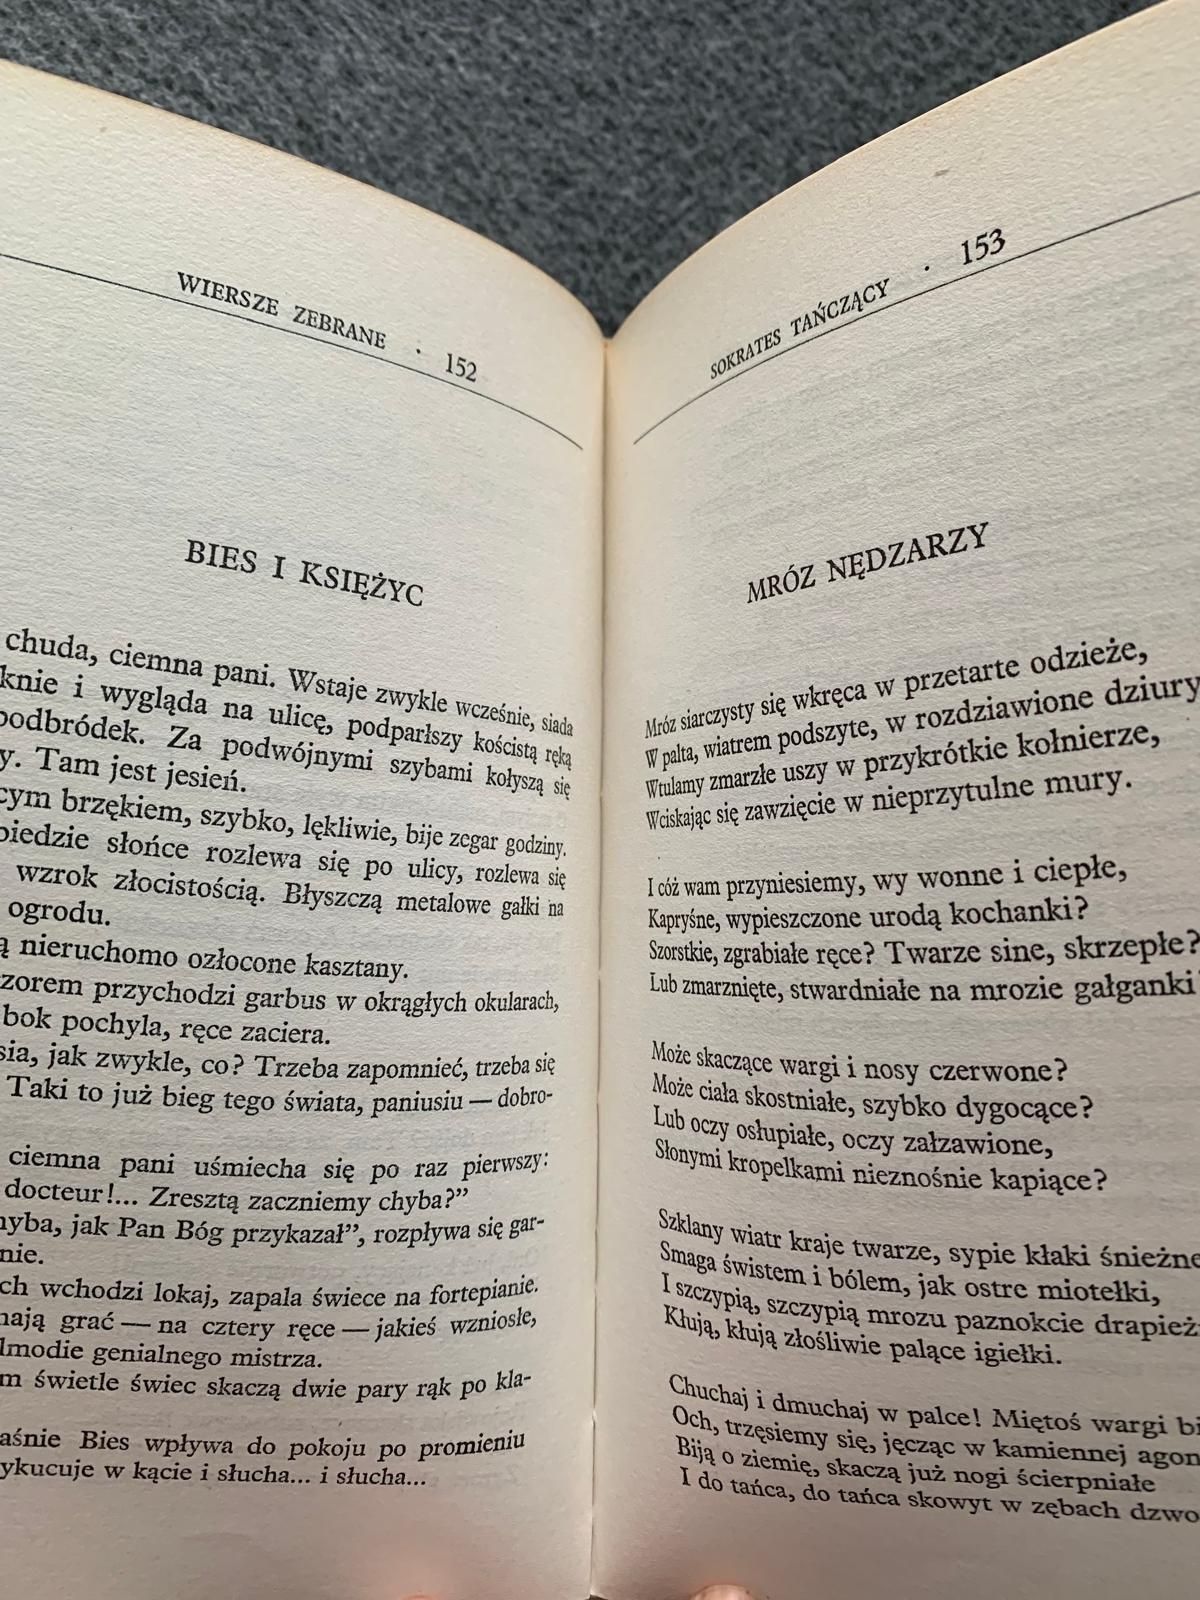 WIERSZE ZEBRANE · 152
BIES I KSIĘŻYC
chuda, ciemna pani. Wstaje zwykle wcześnie, siada
knie i wygląda na ulicę, podparłszy kościstą ręką
podbródek. Za podwójnymi szybami kołyszą się
y. Tam jest jesień.
cym brzękiem, szybko, lękliwie, bije zegar godziny.
biedzie słońce rozlewa się po ulicy, rozlewa się
wzrok złocistością. Błyszczą metalowe gałki na
ogrodu.
ą nieruchomo ozłocone kasztany.
zorem przychodzi garbus w okrągłych okularach,
bok pochyla, ręce zaciera.
sia, jak zwykle, co? Trzeba zapomnieć, trzeba się
Taki to już bieg tego świata, paniusiu — dobro-
ciemna pani uśmiecha się po raz pierwszy:
docteur!... Zresztą zaczniemy chyba?”
hyba, jak Pan Bóg przykazał”, rozpływa się gar-
nie.
ch wchodzi lokaj, zapala świece na fortepianie.
nają grać — na cztery ręce — jakieś wzniosłe,
lmodie genialnego mistrza.
m świetle świec skaczą dwie pary rąk po kla-
aśnie Bies wpływa do pokoju po promieniu
ykucuje w kącie i słucha... i słucha...
SOKRATES TAŃCZĄCY · 153
MRÓZ NĘDZARZY
Mróz siarczysty się wkręca w przetarte odzieże,
W palta, wiatrem podszyte, w rozdziawione dziury
Wtulamy zmarzłe uszy w przykrótkie kołnierze,
Wciskając się zawzięcie w nieprzytulne mury.
I cóż wam przyniesiemy, wy wonne i ciepłe,
Kapryśne, wypieszczone urodą kochanki?
Szorstkie, zgrabiałe ręce? Twarze sine, skrzepłe?
Lub zmarznięte, stwardniałe na mrozie gałganki
Może skaczące wargi i nosy czerwone?
Może ciała skostniałe, szybko dygocące?
Lub oczy osłupiałe, oczy załzawione,
Słonymi kropelkami nieznośnie kapiące?
Szklany wiatr kraje twarze, sypie kłaki śnieżne
Smaga świstem i bólem, jak ostre miotełki,
I szczypią, szczypią mrozu paznokcie drapież
Kłują, kłują złośliwie palące igiełki.
Chuchaj i dmuchaj w palce! Miętoś wargi bi
Och, trzęsiemy się, jęcząc w kamiennej agon
Biją o ziemię, skaczą już nogi ścierpniałe
I do tańca, do tańca skowyt w zębach dzwo